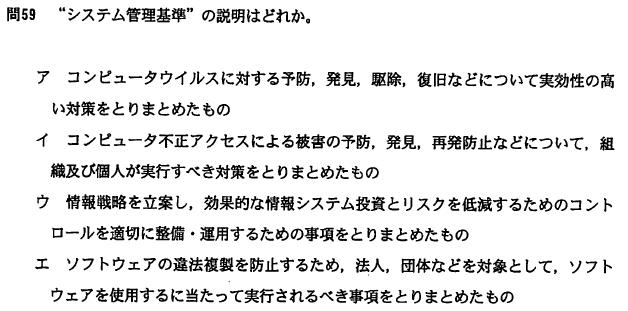 問59 “システム管理基準”の説明はどれか。
ア コンピュータウイルスに対する予防，発見，駆除，復旧などについて実効性の高
い対策をとりまとめたもの
イ コンピュータ不正アクセスによる被害の予防，発見，再発防止などについて，組
織及び個人が実行すべき対策をとりまとめたもの
ウ 情報戦略を立案し，効果的な情報システム投資とリスクを低減するためのコント
ロールを適切に整備・運用するための事項をとりまとめたもの
エ ソフトウェアの違法複製を防止するため，法人，団体などを対象として，ソフト
ウェアを使用するに当たって実行されるべき事項をとりまとめたもの